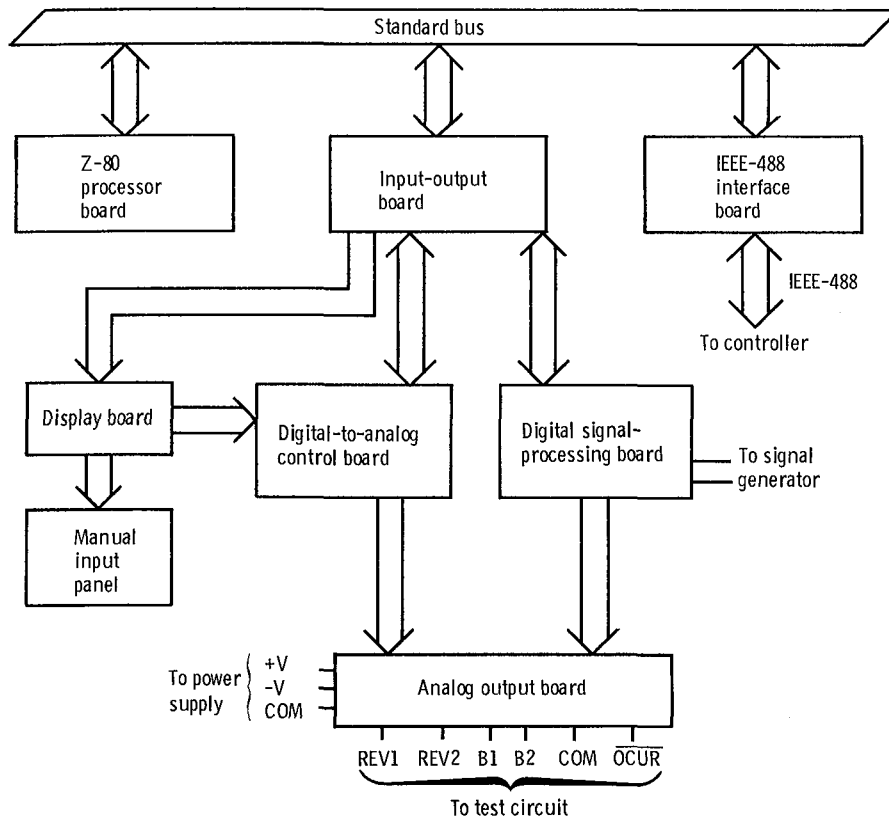 Standard bus
Z-80
processor
board
Input-output
board
IEEE-488
interface
board
IEEE-488
To controller
Display board
Digital-to-analog
control board
Digital signal-
processing board
To signal
generator
Manual
input
panel
To power
supply
+V
-V
COM
Analog output board
REV1 REV2 B1 B2 COM O̅C̅U̅R̅
To test circuit